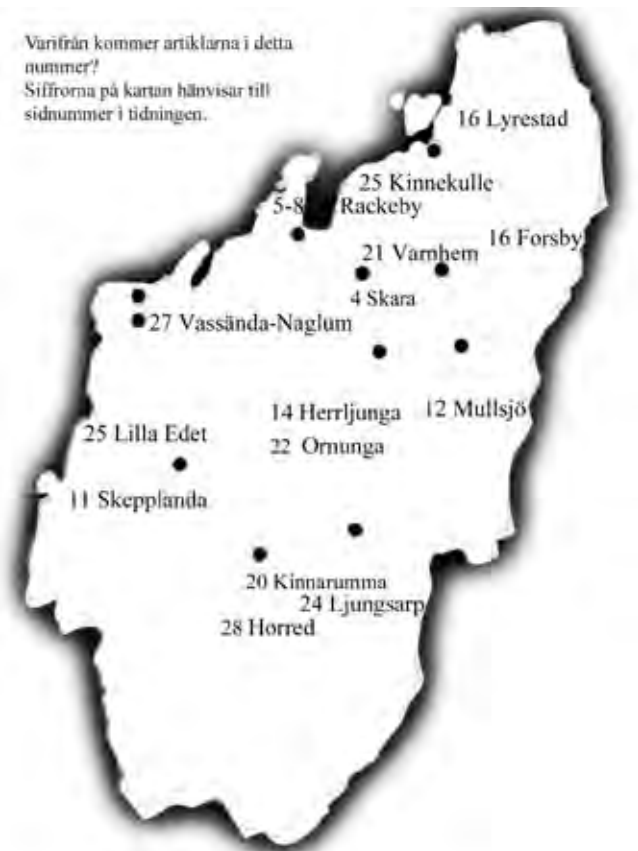 Varifrån kommer artiklarna i detta
nummer?
Siffrorna på kartan hänvisar till
sidnummer i tidningen.
16 Lyrestad
25 Kinnekulle
5-8 Rackeby
16 Forsby
21 Varnhem
4 Skara
27 Vassända-Naglum
14 Herrljunga
12 Mullsjö
25 Lilla Edet
22 Ornunga
11 Skepplanda
20 Kinnarumma
24 Ljungsarp
28 Horred